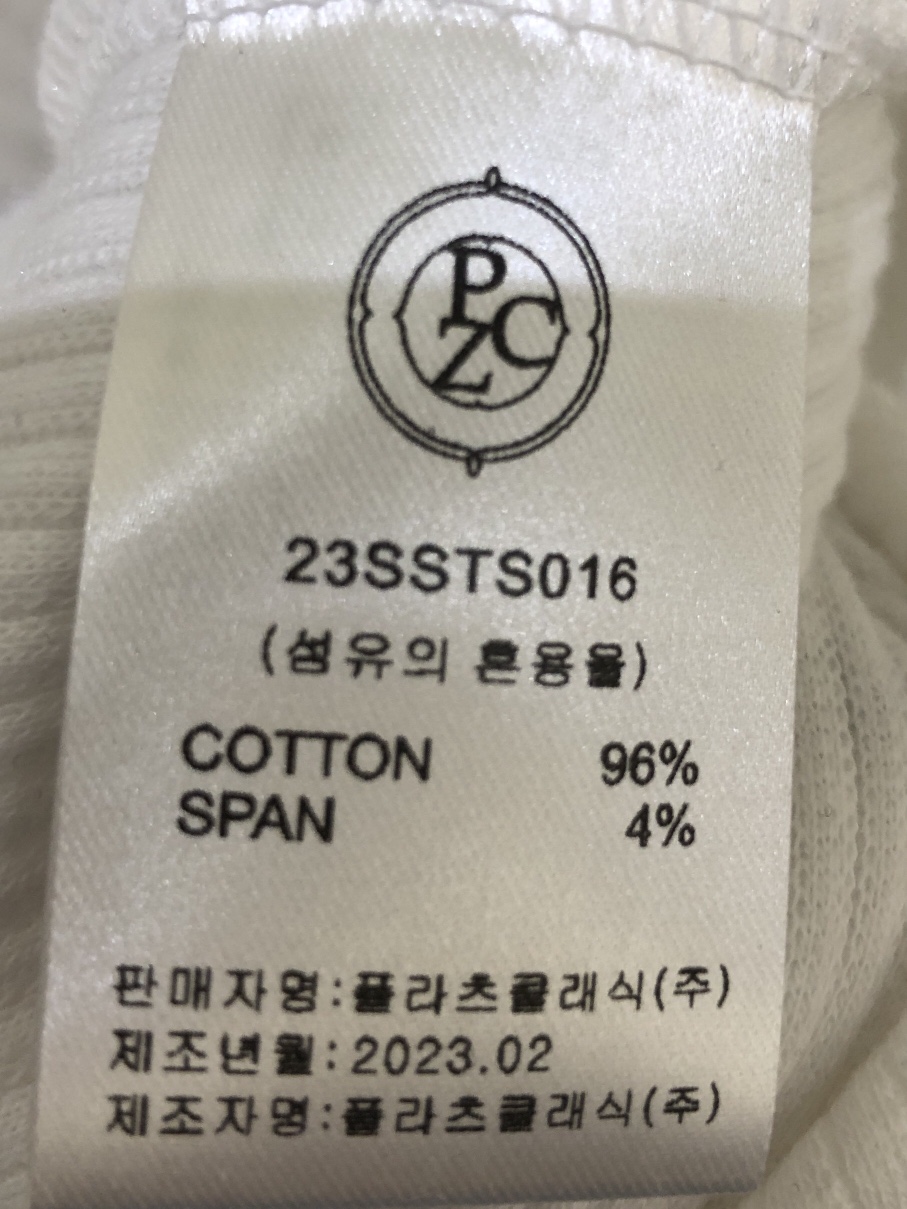 PZC
23SSTS016
(섬유의 혼용율)
COTTON 96%
SPAN 4%
판매자명:플라츠클래식(주)
제조년월:2023.02
제조자명:플라츠클래식(주)